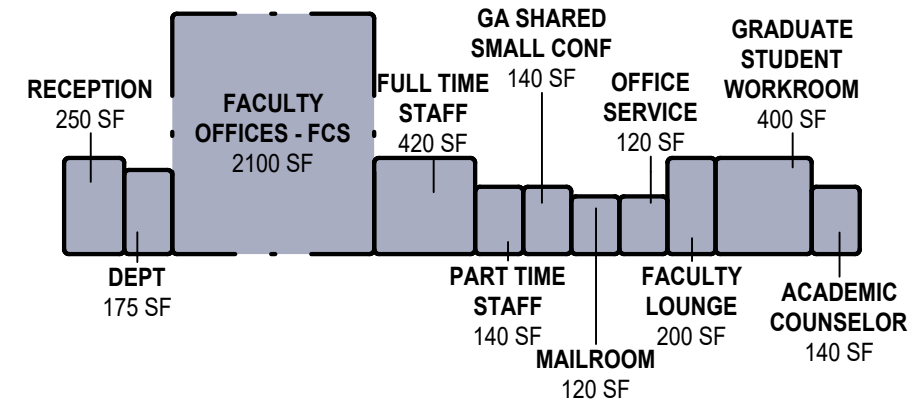 RECEPTION
250 SF
DEPT
175 SF
FACULTY
OFFICES - FCS
2100 SF
FULL TIME
STAFF
420 SF
PART TIME
STAFF
140 SF
GA SHARED
SMALL CONF
140 SF
MAILROOM
120 SF
OFFICE
SERVICE
120 SF
FACULTY
LOUNGE
200 SF
GRADUATE
STUDENT
WORKROOM
400 SF
ACADEMIC
COUNSELOR
140 SF